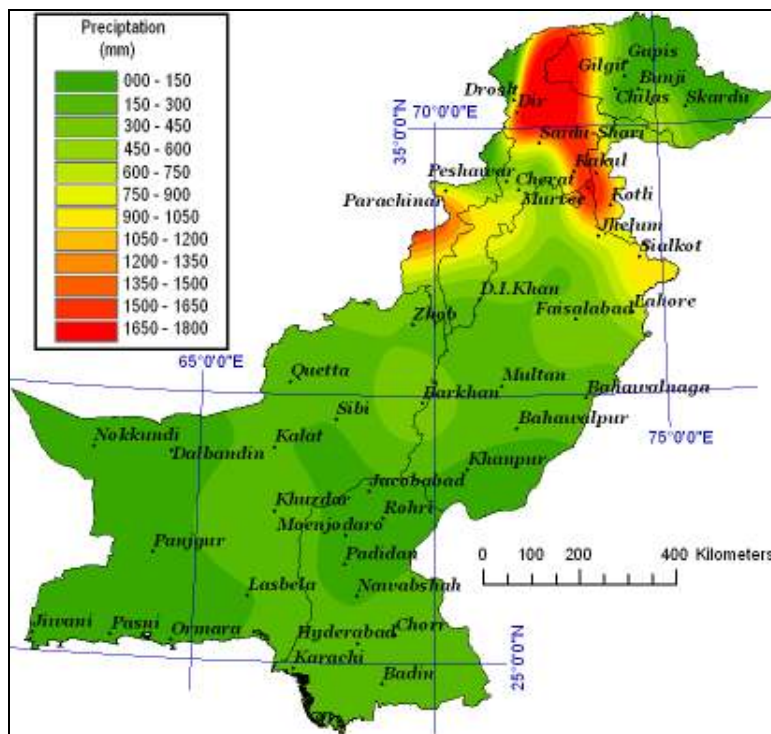 Precipitation
(mm)
000 - 150
150 - 300
300 - 450
450 - 600
600 - 750
750 - 900
900 - 1050
1050 - 1200
1200 - 1350
1350 - 1500
1500 - 1650
1650 - 1800
Gupis
Gilgit
Bunji
Drosh
Chilas
Skardu
Dir
70°0'0"E
35°0'0"N
Saidu-Shari
Kakul
Peshawar
Cherat
Parachinar
Murree
Kotli
Jhelum
Sialkot
D.I.Khan
Lahore
Zhob
Faisalabad
65°0'0"E
Quetta
Multan
Barkhan
Bahawalnaga
Sibi
Bahawalpur
75°0'0"E
Nokkundi
Kalat
Dalbandin
Khanpur
Jacobabad
Khuzdar
Rohri
Moenjodaro
Panjgur
Padidan
0 100 200 400 Kilometers
Lasbela
Nawabshah
Jiwani
Pasni
Ormara
Hyderabad
Chorr
Karachi
25°0'0"N
Badin